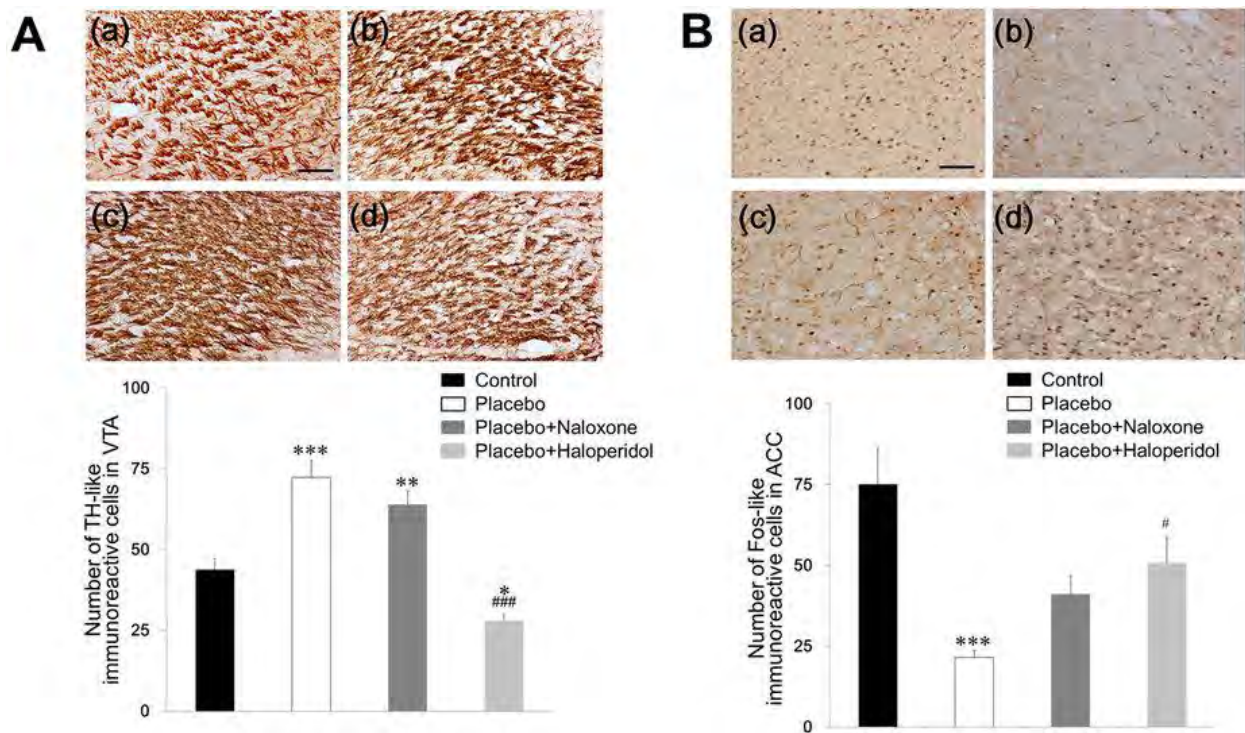 A
(a)
(b)
(c)
(d)
100
75
50
25
0
Number of TH-like
immunoreactive cells in VTA
Control
Placebo
Placebo+Naloxone
Placebo+Haloperidol
***
**
*
###
B
(a)
(b)
(c)
(d)
100
75
50
25
0
Number of Fos-like
immunoreactive cells in ACC
Control
Placebo
Placebo+Naloxone
Placebo+Haloperidol
***
#